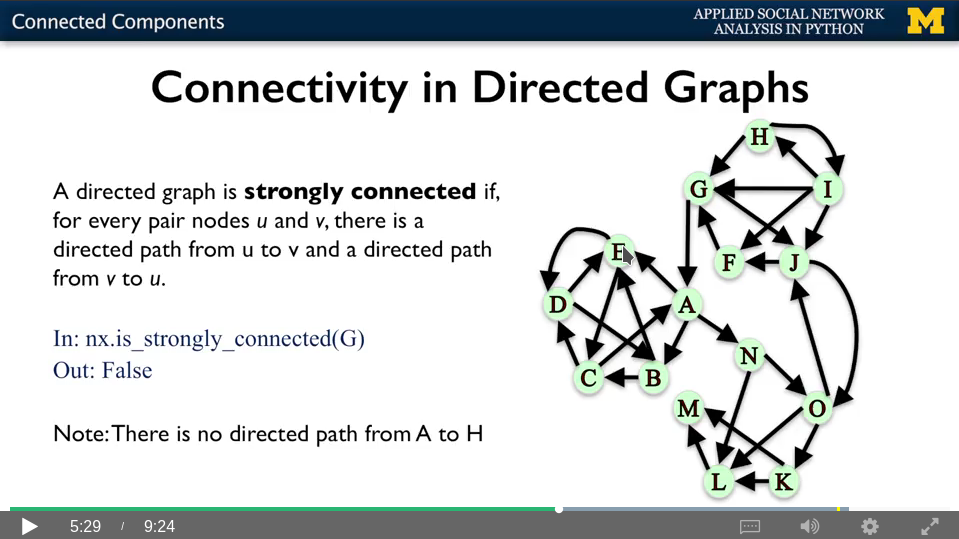 Connected Components
APPLIED SOCIAL NETWORK
ANALYSIS IN PYTHON
M
Connectivity in Directed Graphs
A directed graph is strongly connected if,
for every pair nodes u and v, there is a
directed path from u to v and a directed path
from v to u.
In: nx.is_strongly_connected(G)
Out: False
Note: There is no directed path from A to H
H
G
I
E
F
J
D
A
N
C
B
M
O
L
K
5:29 / 9:24